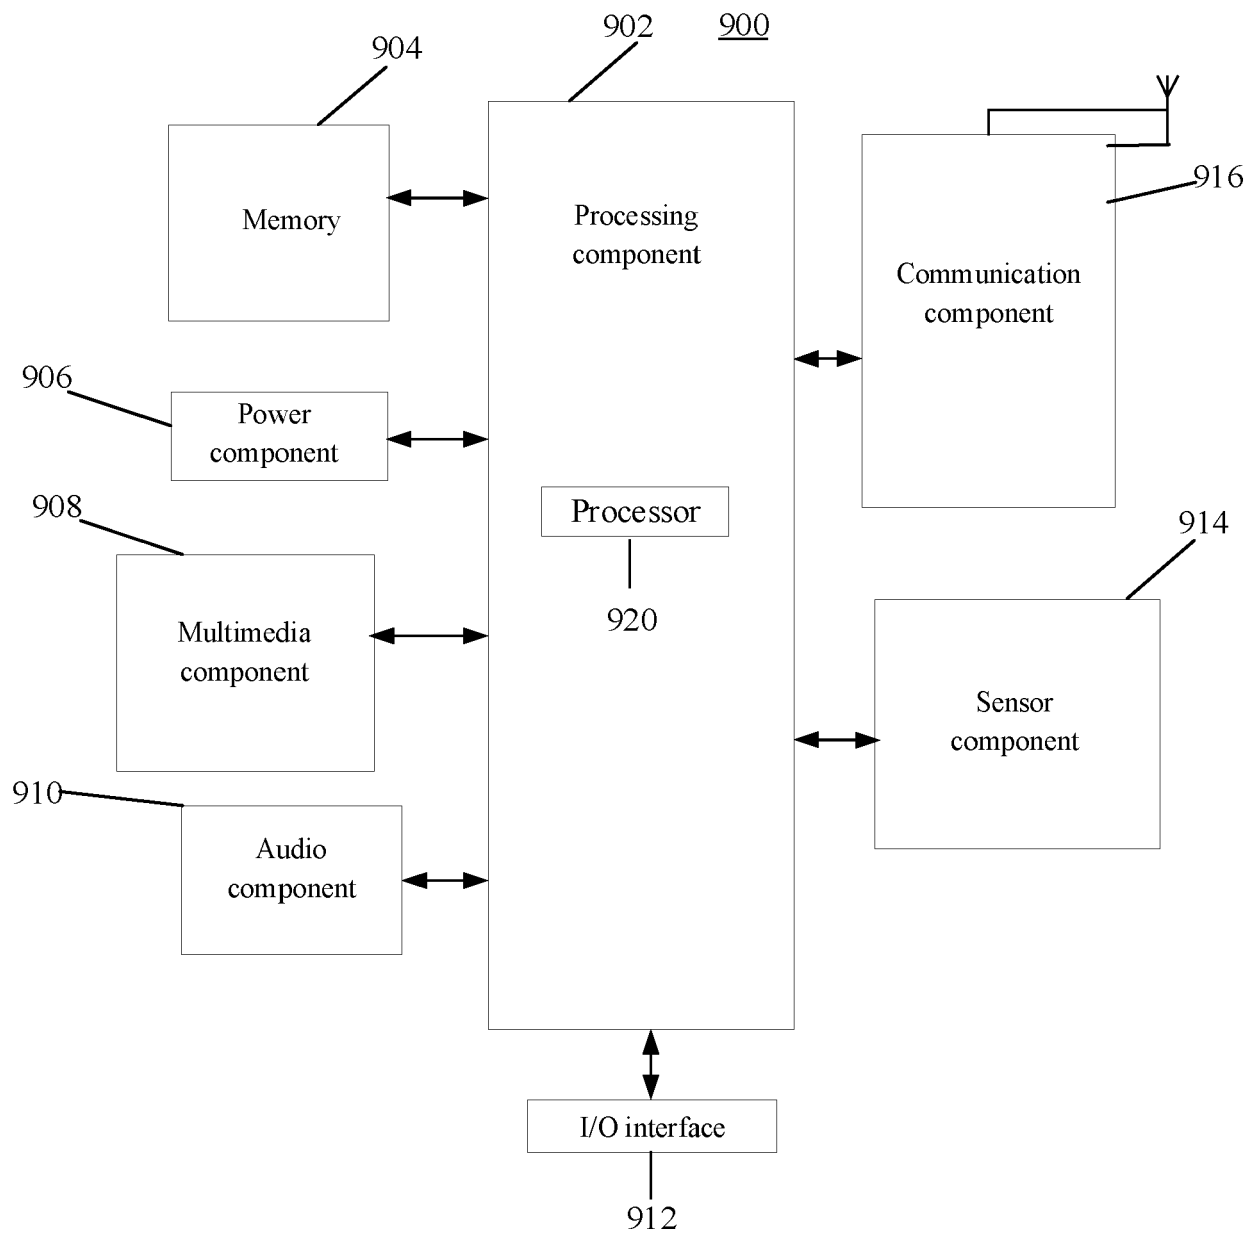 902
900
904
916
Memory
Processing
component
Communication
component
906
Power
component
908
Processor
914
920
Multimedia
component
Sensor
component
910
Audio
component
I/O interface
912